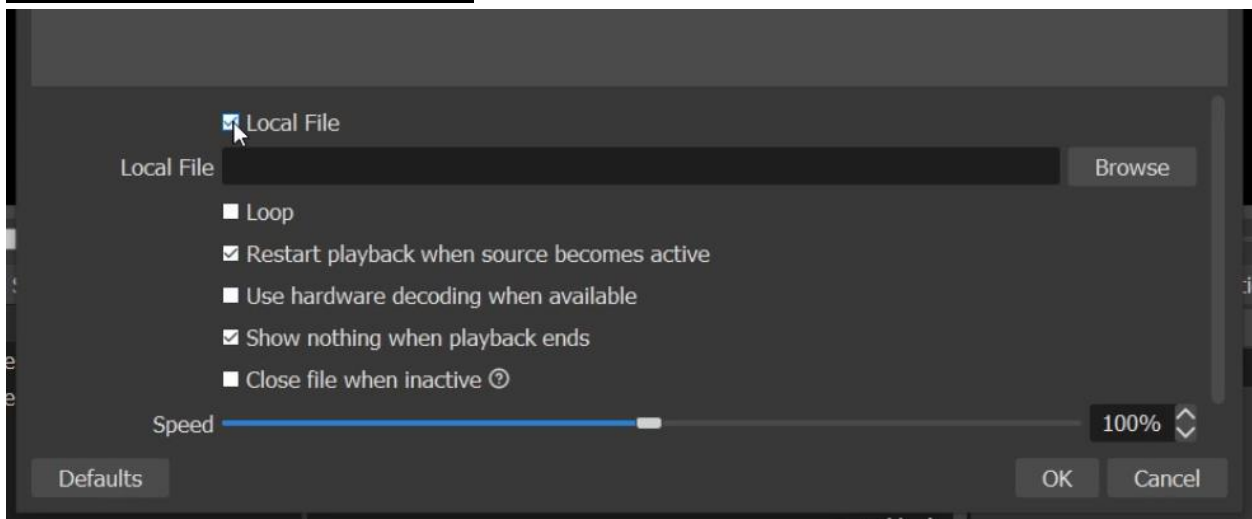 Local File
Local File Browse
Loop
Restart playback when source becomes active
Use hardware decoding when available
Show nothing when playback ends
Close file when inactive ?
Speed 100%
Defaults OK Cancel